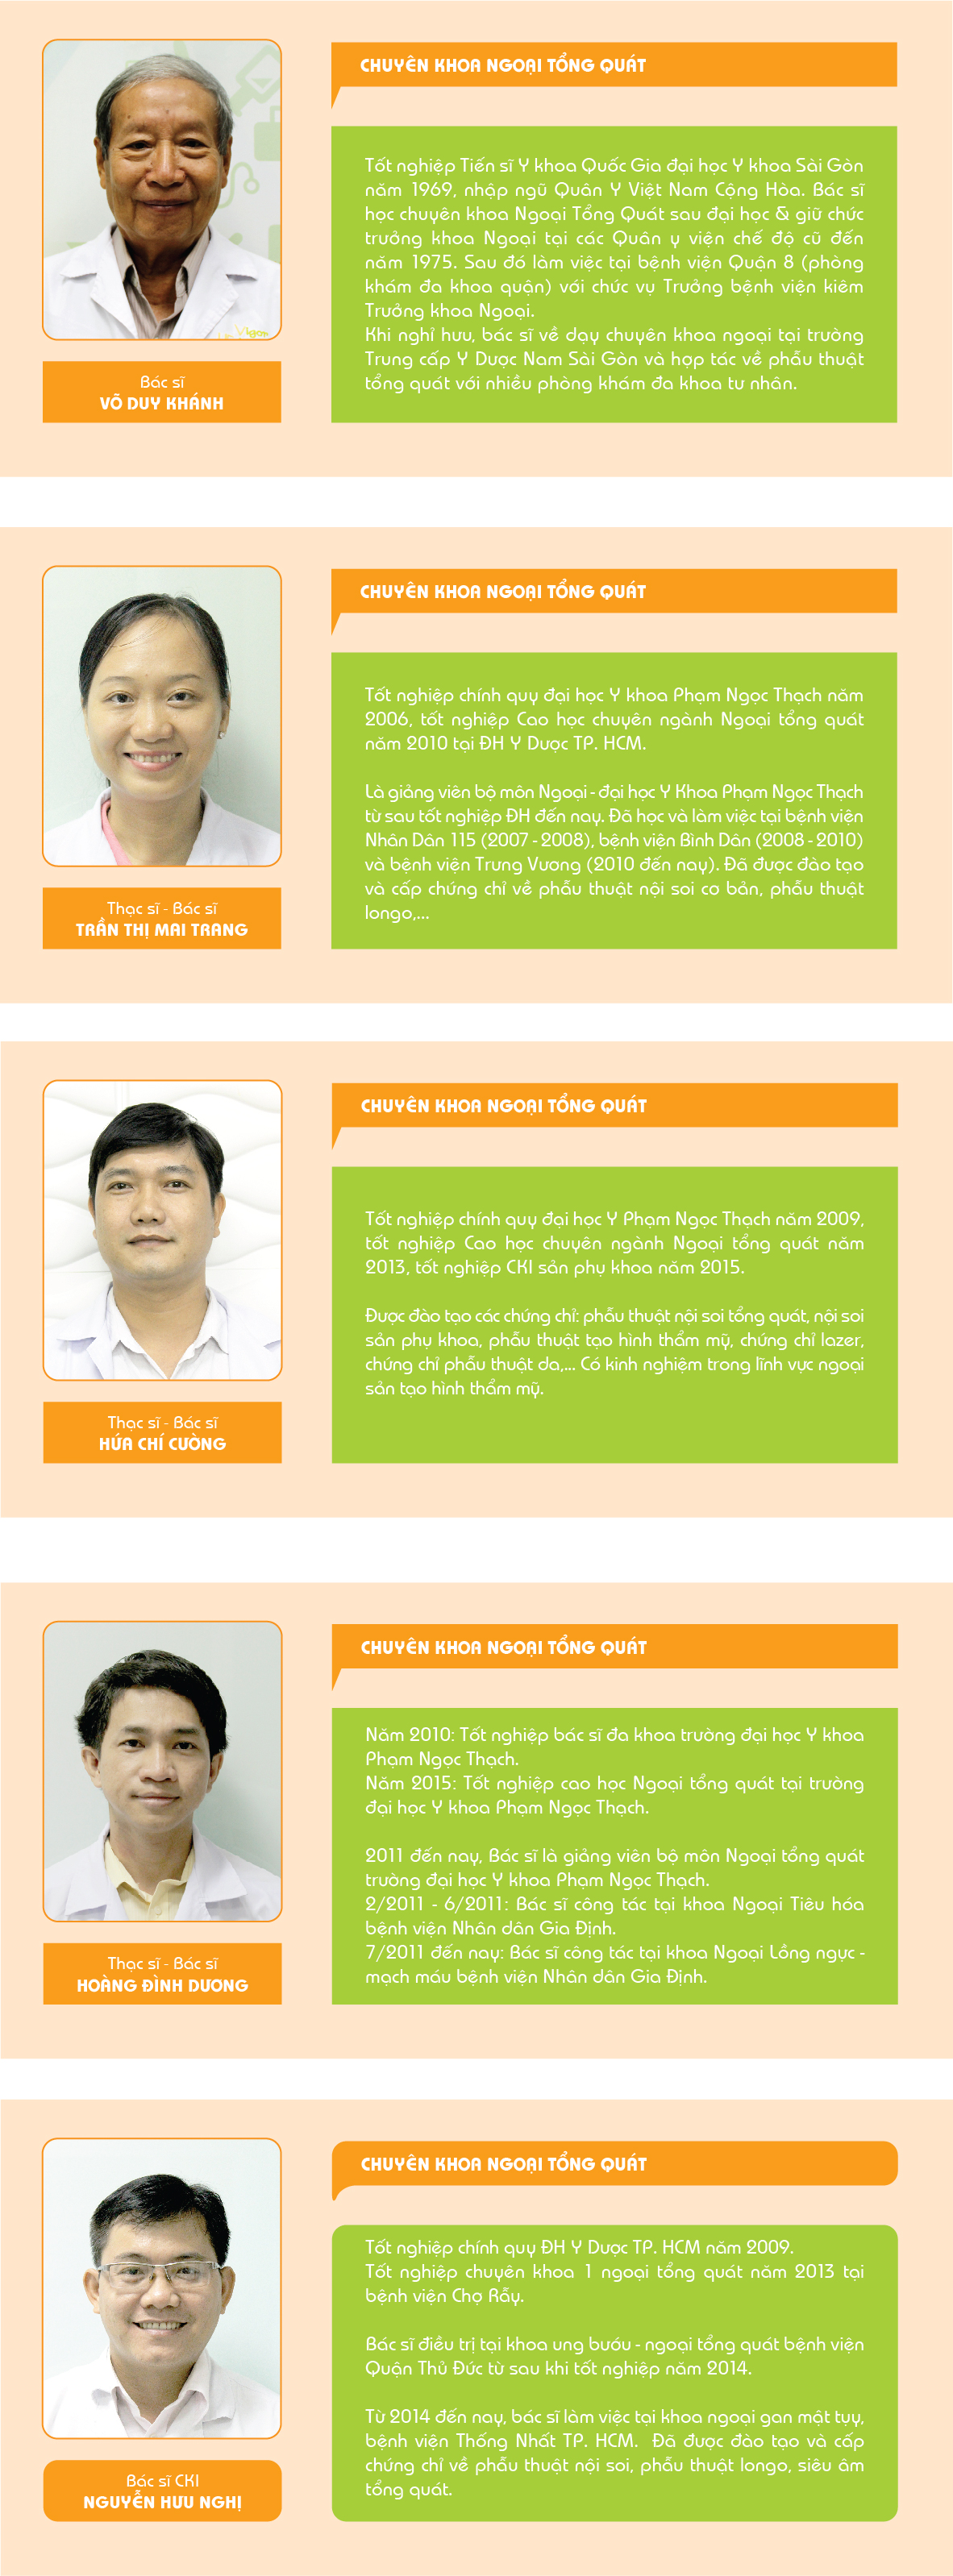 CHUYÊN KHOA NGOẠI TỔNG QUÁT
Tốt nghiệp Tiến sĩ Y khoa Quốc Gia đại học Y khoa Sài Gòn
năm 1969, nhập ngũ Quân Y Việt Nam Cộng Hòa. Bác sĩ
học chuyên khoa Ngoại Tổng Quát sau đại học & giữ chức
trưởng khoa Ngoại tại các Quân y viện chế độ cũ đến
năm 1975. Sau đó làm việc tại bệnh viện Quận 8 (phòng
khám đa khoa quận) với chức vụ Trưởng bệnh viện kiêm
Trưởng khoa Ngoại.
Khi nghỉ hưu, bác sĩ về dạy chuyên khoa ngoại tại trường
Trung cấp Y Dược Nam Sài Gòn và hợp tác về phẫu thuật
tổng quát với nhiều phòng khám đa khoa tư nhân.
Bác sĩ
VÕ DUY KHÁNH
CHUYÊN KHOA NGOẠI TỔNG QUÁT
Tốt nghiệp chính quy đại học Y khoa Phạm Ngọc Thạch năm
2006, tốt nghiệp Cao học chuyên ngành Ngoại tổng quát
năm 2010 tại ĐH Y Dược TP. HCM.
Là giảng viên bộ môn Ngoại - đại học Y Khoa Phạm Ngọc Thạch
từ sau tốt nghiệp ĐH đến nay. Đã học và làm việc tại bệnh viện
Nhân Dân 115 (2007 - 2008), bệnh viện Bình Dân (2008 - 2010)
và bệnh viện Trưng Vương (2010 đến nay). Đã được đào tạo
và cấp chứng chỉ về phẫu thuật nội soi cơ bản, phẫu thuật
longo,...
Thạc sĩ - Bác sĩ
TRẦN THỊ MAI TRANG
CHUYÊN KHOA NGOẠI TỔNG QUÁT
Tốt nghiệp chính quy đại học Y Phạm Ngọc Thạch năm 2009,
tốt nghiệp Cao học chuyên ngành Ngoại tổng quát năm
2013, tốt nghiệp CKI sản phụ khoa năm 2015.
Được đào tạo các chứng chỉ: phẫu thuật nội soi tổng quát, nội soi
sản phụ khoa, phẫu thuật tạo hình thẩm mỹ, chứng chỉ lazer,
chứng chỉ phẫu thuật da,... Có kinh nghiệm trong lĩnh vực ngoại
sản tạo hình thẩm mỹ.
Thạc sĩ - Bác sĩ
HỨA CHÍ CƯỜNG
CHUYÊN KHOA NGOẠI TỔNG QUÁT
Năm 2010: Tốt nghiệp bác sĩ đa khoa trường đại học Y khoa
Phạm Ngọc Thạch.
Năm 2015: Tốt nghiệp cao học Ngoại tổng quát tại trường
đại học Y khoa Phạm Ngọc Thạch.
2011 đến nay, Bác sĩ là giảng viên bộ môn Ngoại tổng quát
trường đại học Y khoa Phạm Ngọc Thạch.
2/2011 - 6/2011: Bác sĩ công tác tại khoa Ngoại Tiêu hóa
bệnh viện Nhân dân Gia Định.
7/2011 đến nay: Bác sĩ công tác tại khoa Ngoại Lồng ngực -
mạch máu bệnh viện Nhân dân Gia Định.
Thạc sĩ - Bác sĩ
HOÀNG ĐÌNH DƯƠNG
CHUYÊN KHOA NGOẠI TỔNG QUÁT
Tốt nghiệp chính quy ĐH Y Dược TP. HCM năm 2009.
Tốt nghiệp chuyên khoa 1 ngoại tổng quát năm 2013 tại
bệnh viện Chợ Rẫy.
Bác sĩ điều trị tại khoa ung bướu - ngoại tổng quát bệnh viện
Quận Thủ Đức từ sau khi tốt nghiệp năm 2014.
Từ 2014 đến nay, bác sĩ làm việc tại khoa ngoại gan mật tụy,
bệnh viện Thống Nhất TP. HCM. Đã được đào tạo và cấp
chứng chỉ về phẫu thuật nội soi, phẫu thuật longo, siêu âm
tổng quát.
Bác sĩ CKI
NGUYỄN HƯU NGHỊ